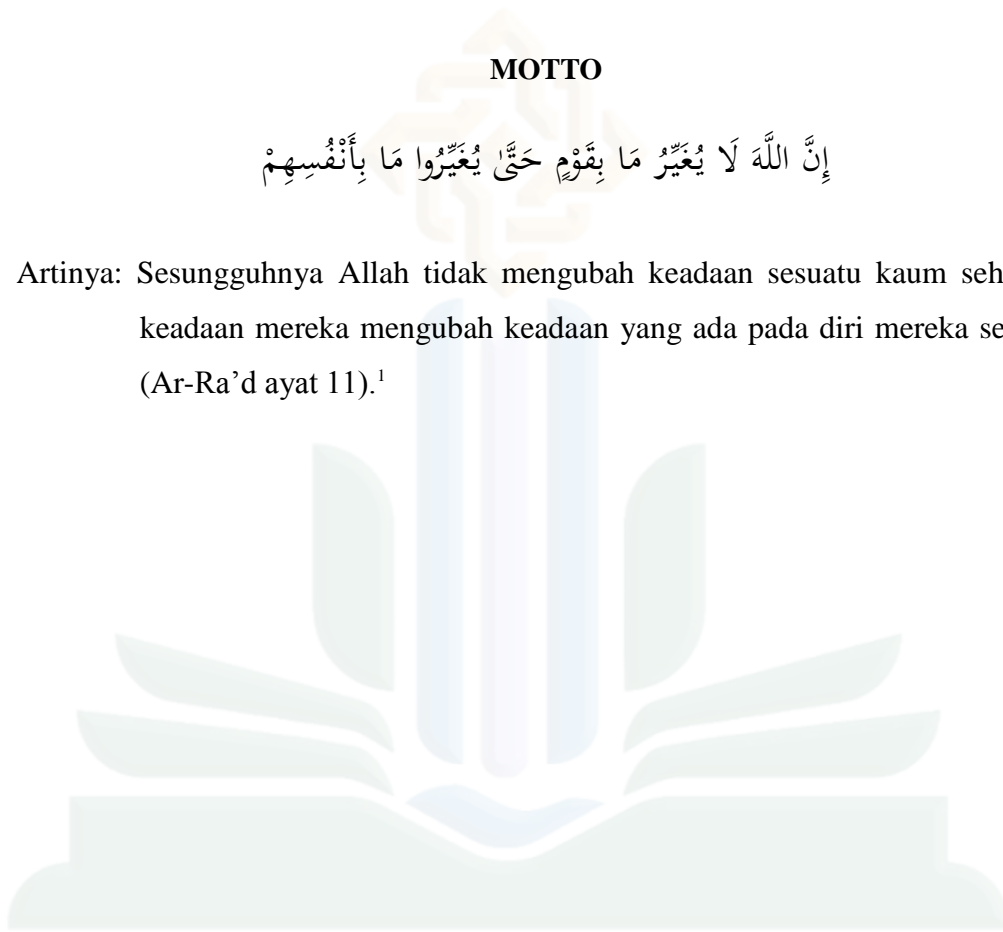 MOTTO
إِنَّ اللَّهَ لَا يُغَيِّرُ مَا بِقَوْمٍ حَتَّىٰ يُغَيِّرُوا مَا بِأَنْفُسِهِمْ
Artinya: Sesungguhnya Allah tidak mengubah keadaan sesuatu kaum seh
keadaan mereka mengubah keadaan yang ada pada diri mereka se
(Ar-Ra’d ayat 11).¹